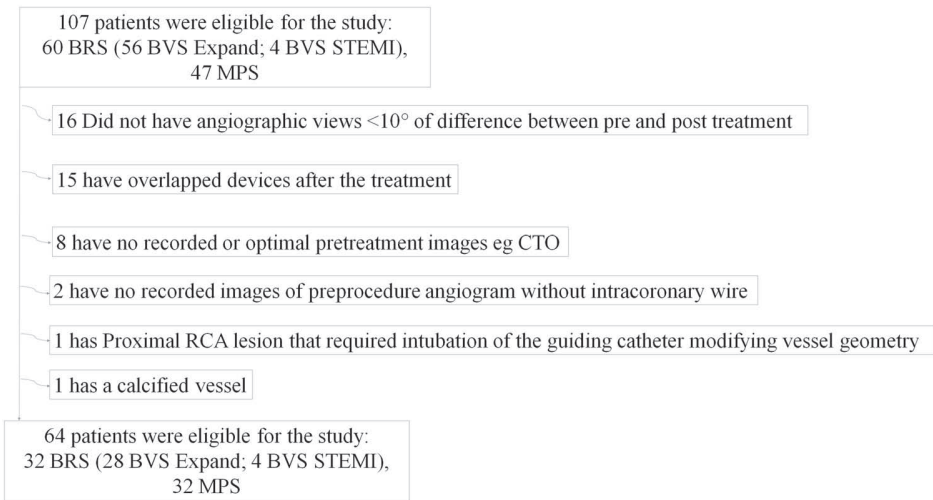 107 patients were eligible for the study:
60 BRS (56 BVS Expand; 4 BVS STEMI),
47 MPS
16 Did not have angiographic views <10° of difference between pre and post treatment
15 have overlapped devices after the treatment
8 have no recorded or optimal pretreatment images eg CTO
2 have no recorded images of preprocedure angiogram without intracoronary wire
1 has Proximal RCA lesion that required intubation of the guiding catheter modifying vessel geometry
1 has a calcified vessel
64 patients were eligible for the study:
32 BRS (28 BVS Expand; 4 BVS STEMI),
32 MPS